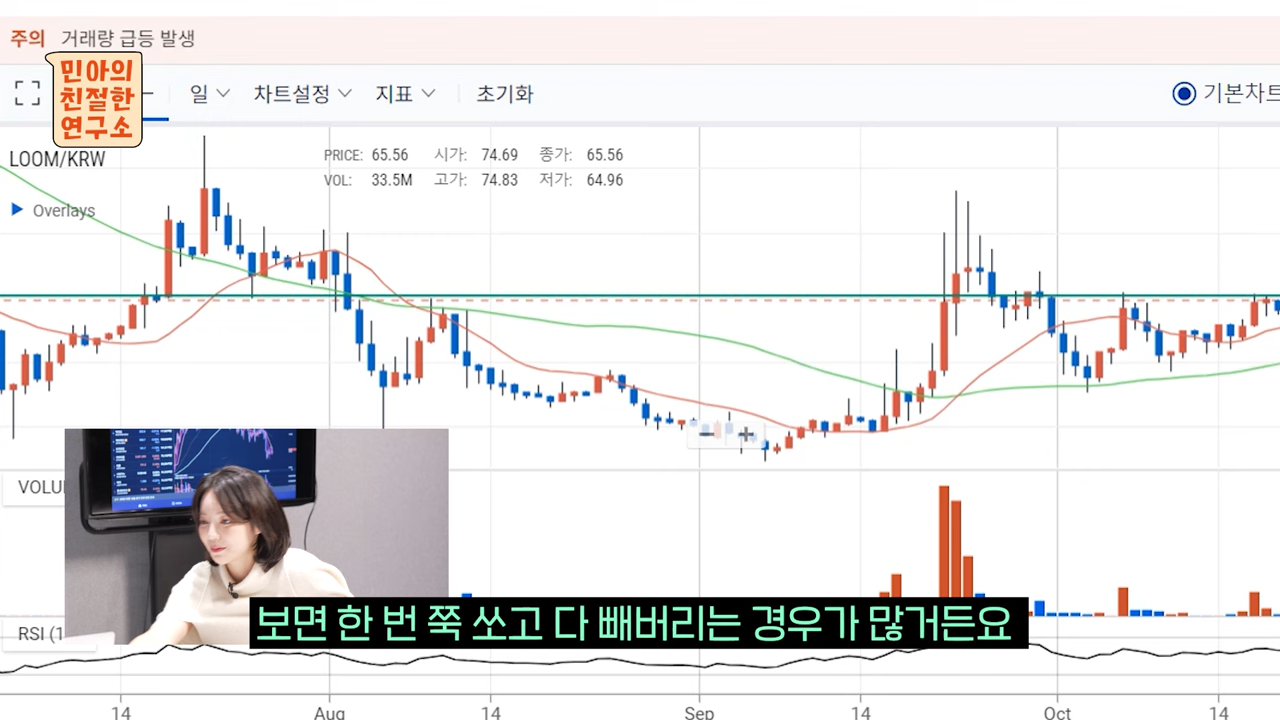 주의 거래량 급등 발생
민아의
친절한
연구소
일 차트설정 지표 초기화
기본차트
LOOM/KRW
PRICE: 65.56 시가: 74.69 종가: 65.56
VOL: 33.5M 고가: 74.83 저가: 64.96
Overlays
VOLU
RSI (1
보면 한 번 쭉 쏘고 다 빼버리는 경우가 많거든요
14 Aug 14 Sep 14 Oct 14